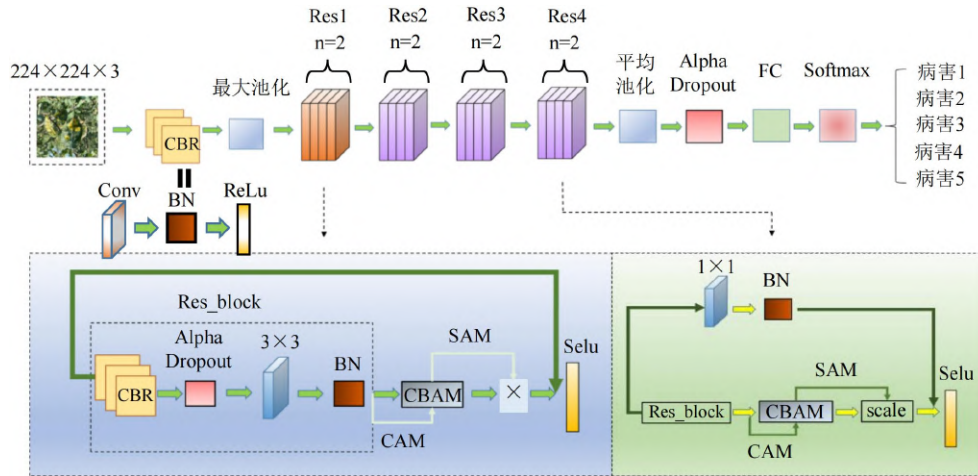 Res1
n=2
Res2
n=2
Res3
n=2
Res4
n=2
224×224×3
最大池化
平均
池化
Alpha
Dropout
FC
Softmax
CBR
病害1
病害2
病害3
病害4
病害5
Conv
BN
ReLu
Res_block
Alpha
Dropout
3×3
BN
SAM
Selu
CBR
CBAM
×
CAM
1×1
BN
SAM
Selu
Res_block
CBAM
scale
CAM